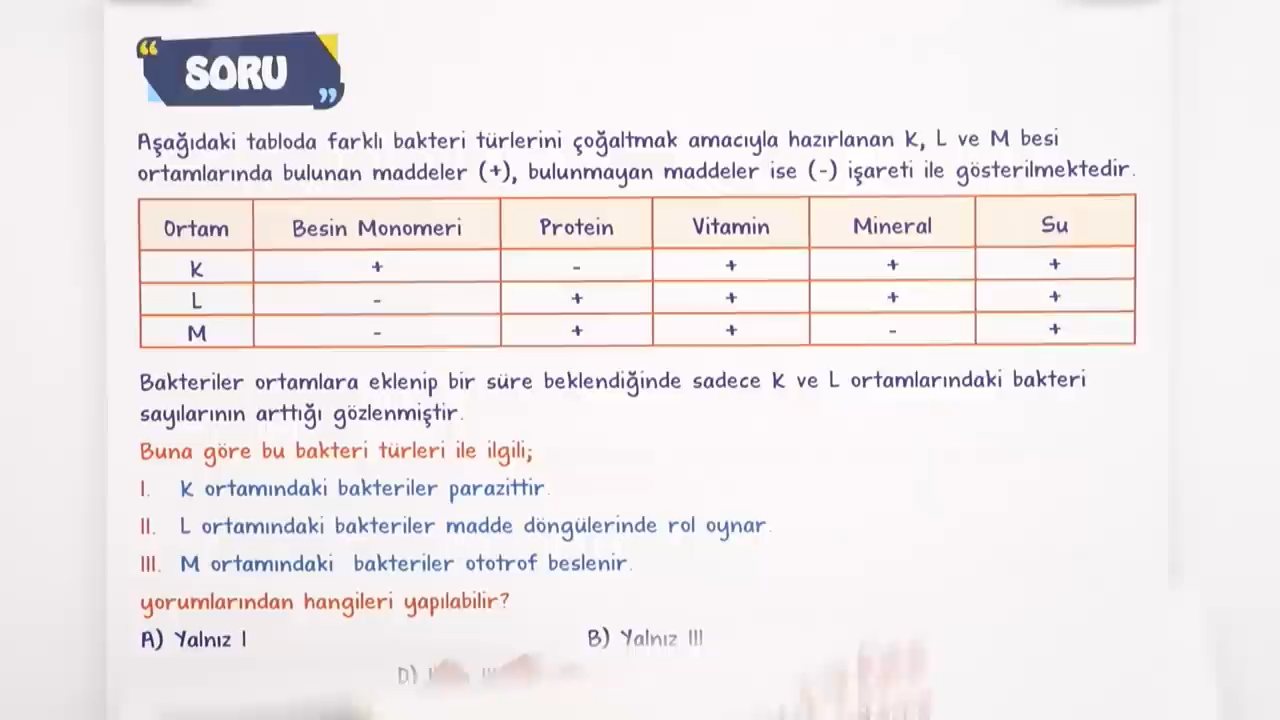 “ SORU ”
Aşağıdaki tabloda farklı bakteri türlerini çoğaltmak amacıyla hazırlanan K, L ve M besi
ortamlarında bulunan maddeler (+), bulunmayan maddeler ise (-) işareti ile gösterilmektedir.
Ortam Besin Monomeri Protein Vitamin Mineral Su
K + - + + +
L - + + + +
M - + + - +
Bakteriler ortamlara eklenip bir süre beklendiğinde sadece K ve L ortamlarındaki bakteri
sayılarının arttığı gözlenmiştir.
Buna göre bu bakteri türleri ile ilgili;
I. K ortamındaki bakteriler parazittir.
II. L ortamındaki bakteriler madde döngülerinde rol oynar.
III. M ortamındaki bakteriler ototrof beslenir.
yorumlarından hangileri yapılabilir?
A) Yalnız I B) Yalnız III
D)